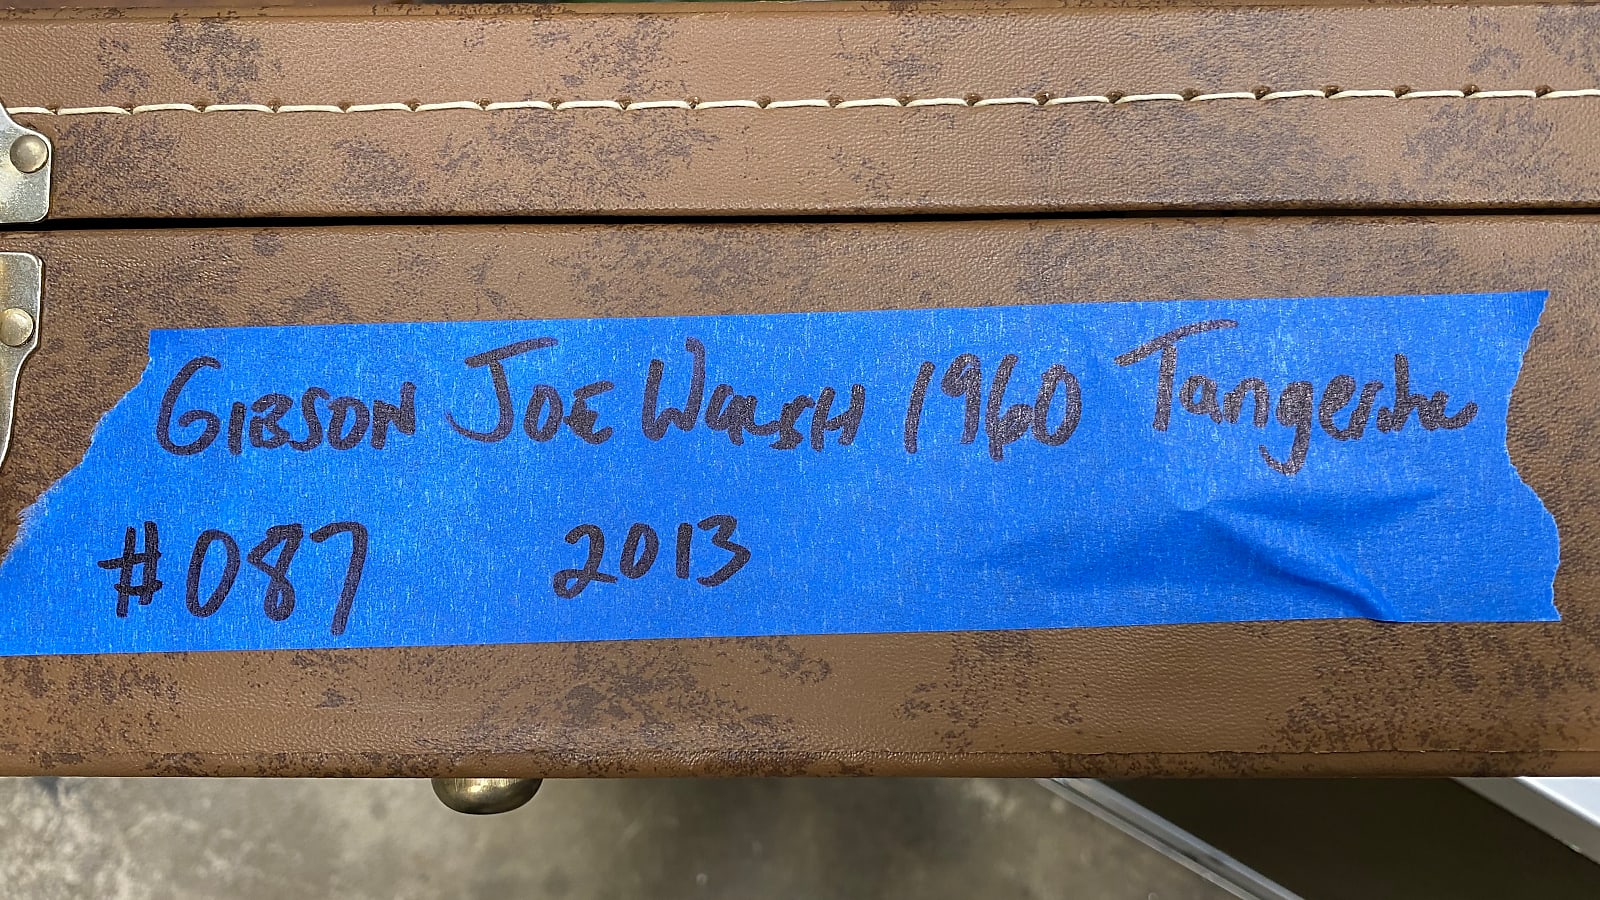 GIBSON JOE WALSH 1960 Tangerine
#087 2013